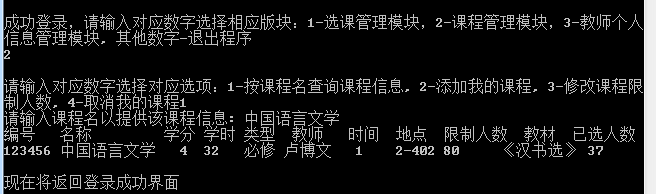 成功登录，请输入对应数字选择相应版块：1-选课管理模块，2-课程管理模块，3-教师个人
信息管理模块，其他数字-退出程序
2
请输入对应数字选择对应选项：1-按课程名查询课程信息，2-添加我的课程，3-修改课程限
制人数，4-取消我的课程1
请输入课程名以提供该课程信息：中国语言文学
编号 名称 学分 学时 类型 教师 时间 地点 限制人数 教材 已选人数
123456 中国语言文学 4 32 必修 卢博文 1 2-402 80 《汉书选》 37
现在将返回登录成功界面